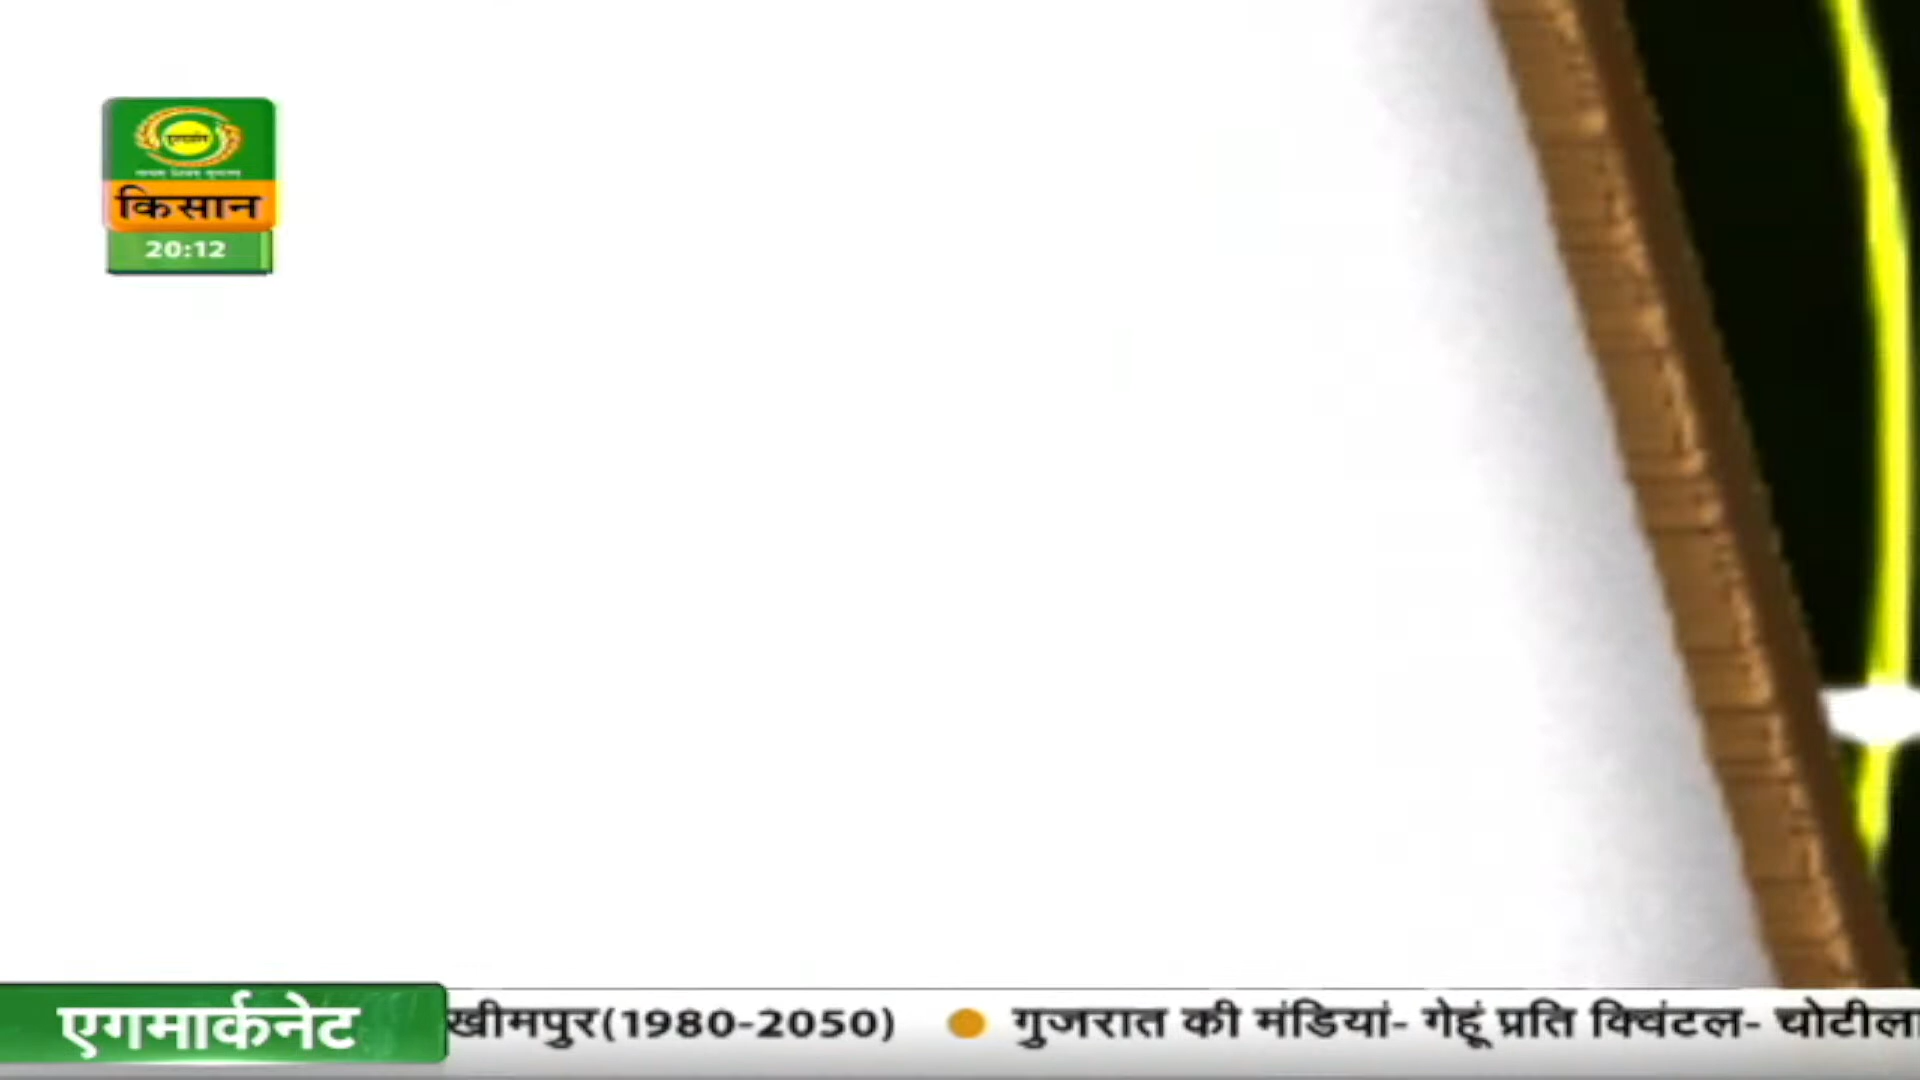 किसान
20:12
एगमार्कनेट
खीमपुर(1980-2050) ● गुजरात की मंडियां- गेहूं प्रति क्विंटल- चोटीला